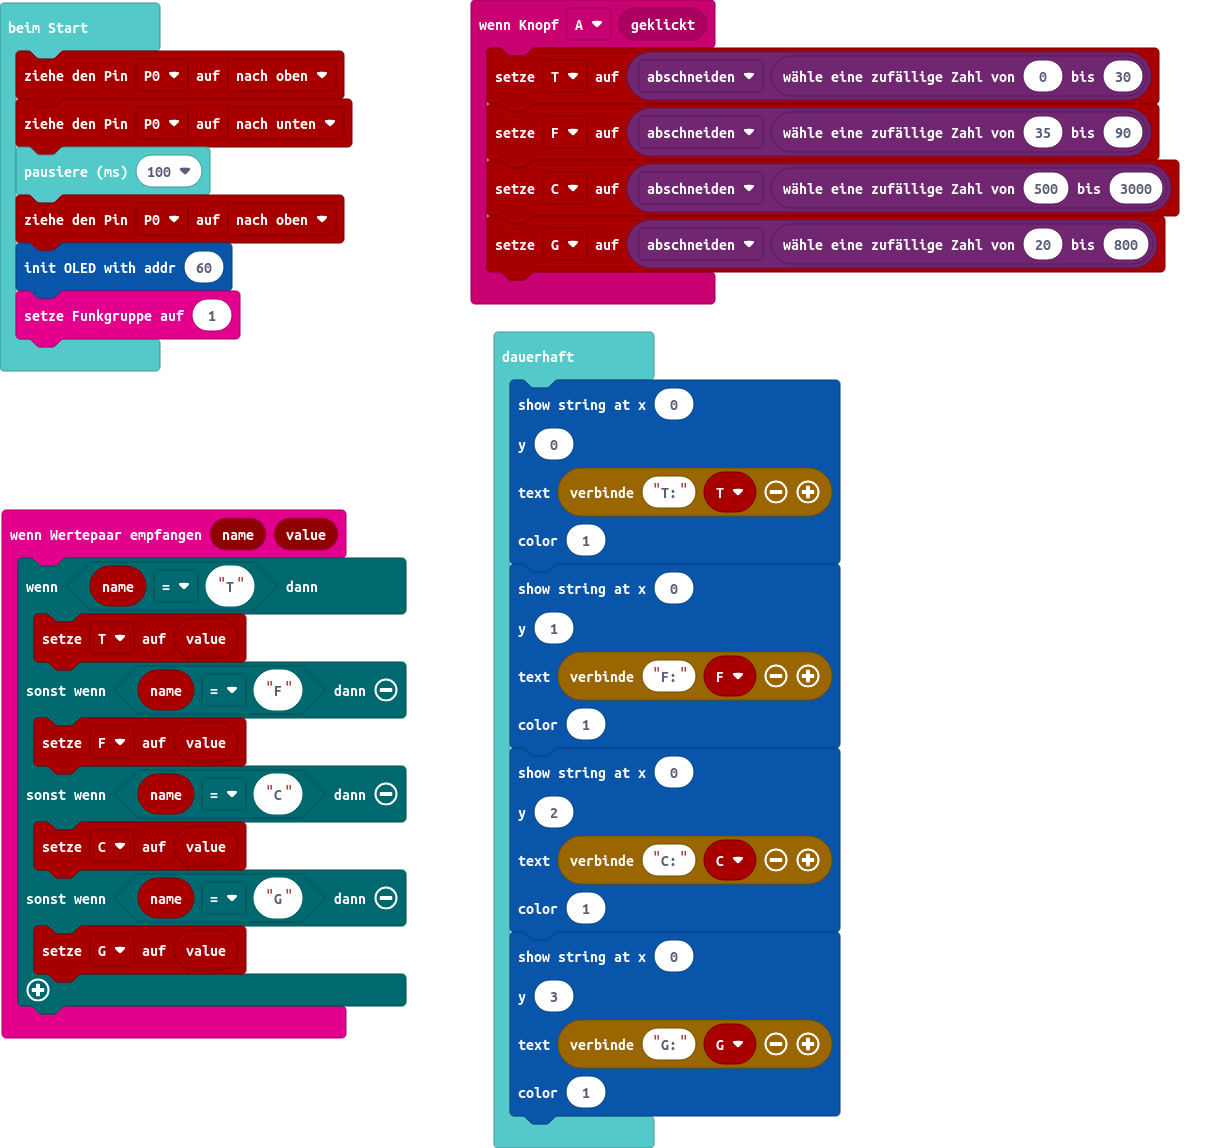 beim Start
ziehe den Pin P0 auf nach oben
ziehe den Pin P0 auf nach unten
pausiere (ms) 100
ziehe den Pin P0 auf nach oben
init OLED with addr 60
setze Funkgruppe auf 1
wenn Knopf A geklickt
setze T auf abschneiden wähle eine zufällige Zahl von 0 bis 30
setze F auf abschneiden wähle eine zufällige Zahl von 35 bis 90
setze C auf abschneiden wähle eine zufällige Zahl von 500 bis 3000
setze G auf abschneiden wähle eine zufällige Zahl von 20 bis 800
wenn Wertepaar empfangen name value
wenn name = "T" dann
setze T auf value
sonst wenn name = "F" dann
setze F auf value
sonst wenn name = "C" dann
setze C auf value
sonst wenn name = "G" dann
setze G auf value
dauerhaft
show string at x 0
y 0
text verbinde "T:" T
color 1
show string at x 0
y 1
text verbinde "F:" F
color 1
show string at x 0
y 2
text verbinde "C:" C
color 1
show string at x 0
y 3
text verbinde "G:" G
color 1